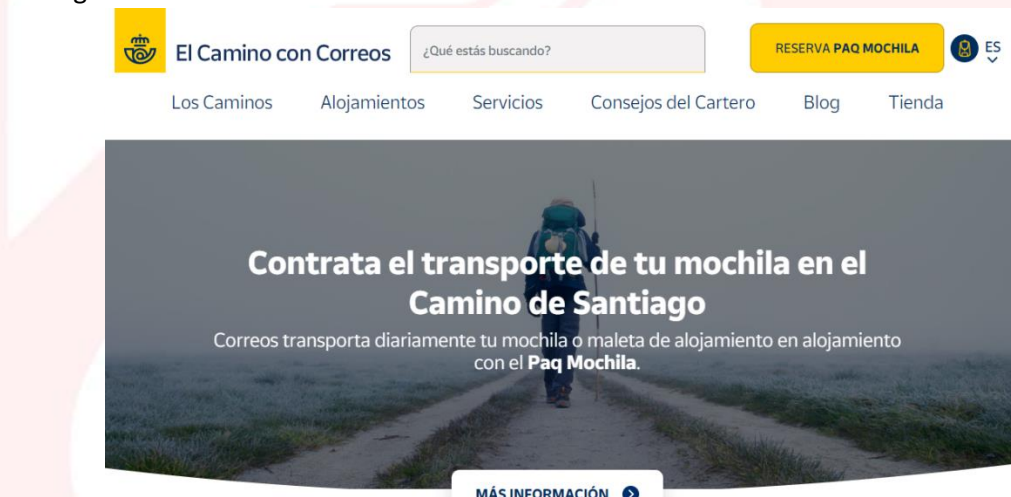 El Camino con Correos
¿Qué estás buscando?
RESERVA PAQ MOCHILA
ES
Los Caminos Alojamientos Servicios Consejos del Cartero Blog Tienda
Contrata el transporte de tu mochila en el
Camino de Santiago
Correos transporta diariamente tu mochila o maleta de alojamiento en alojamiento
con el Paq Mochila.
MÁS INFORMACIÓN